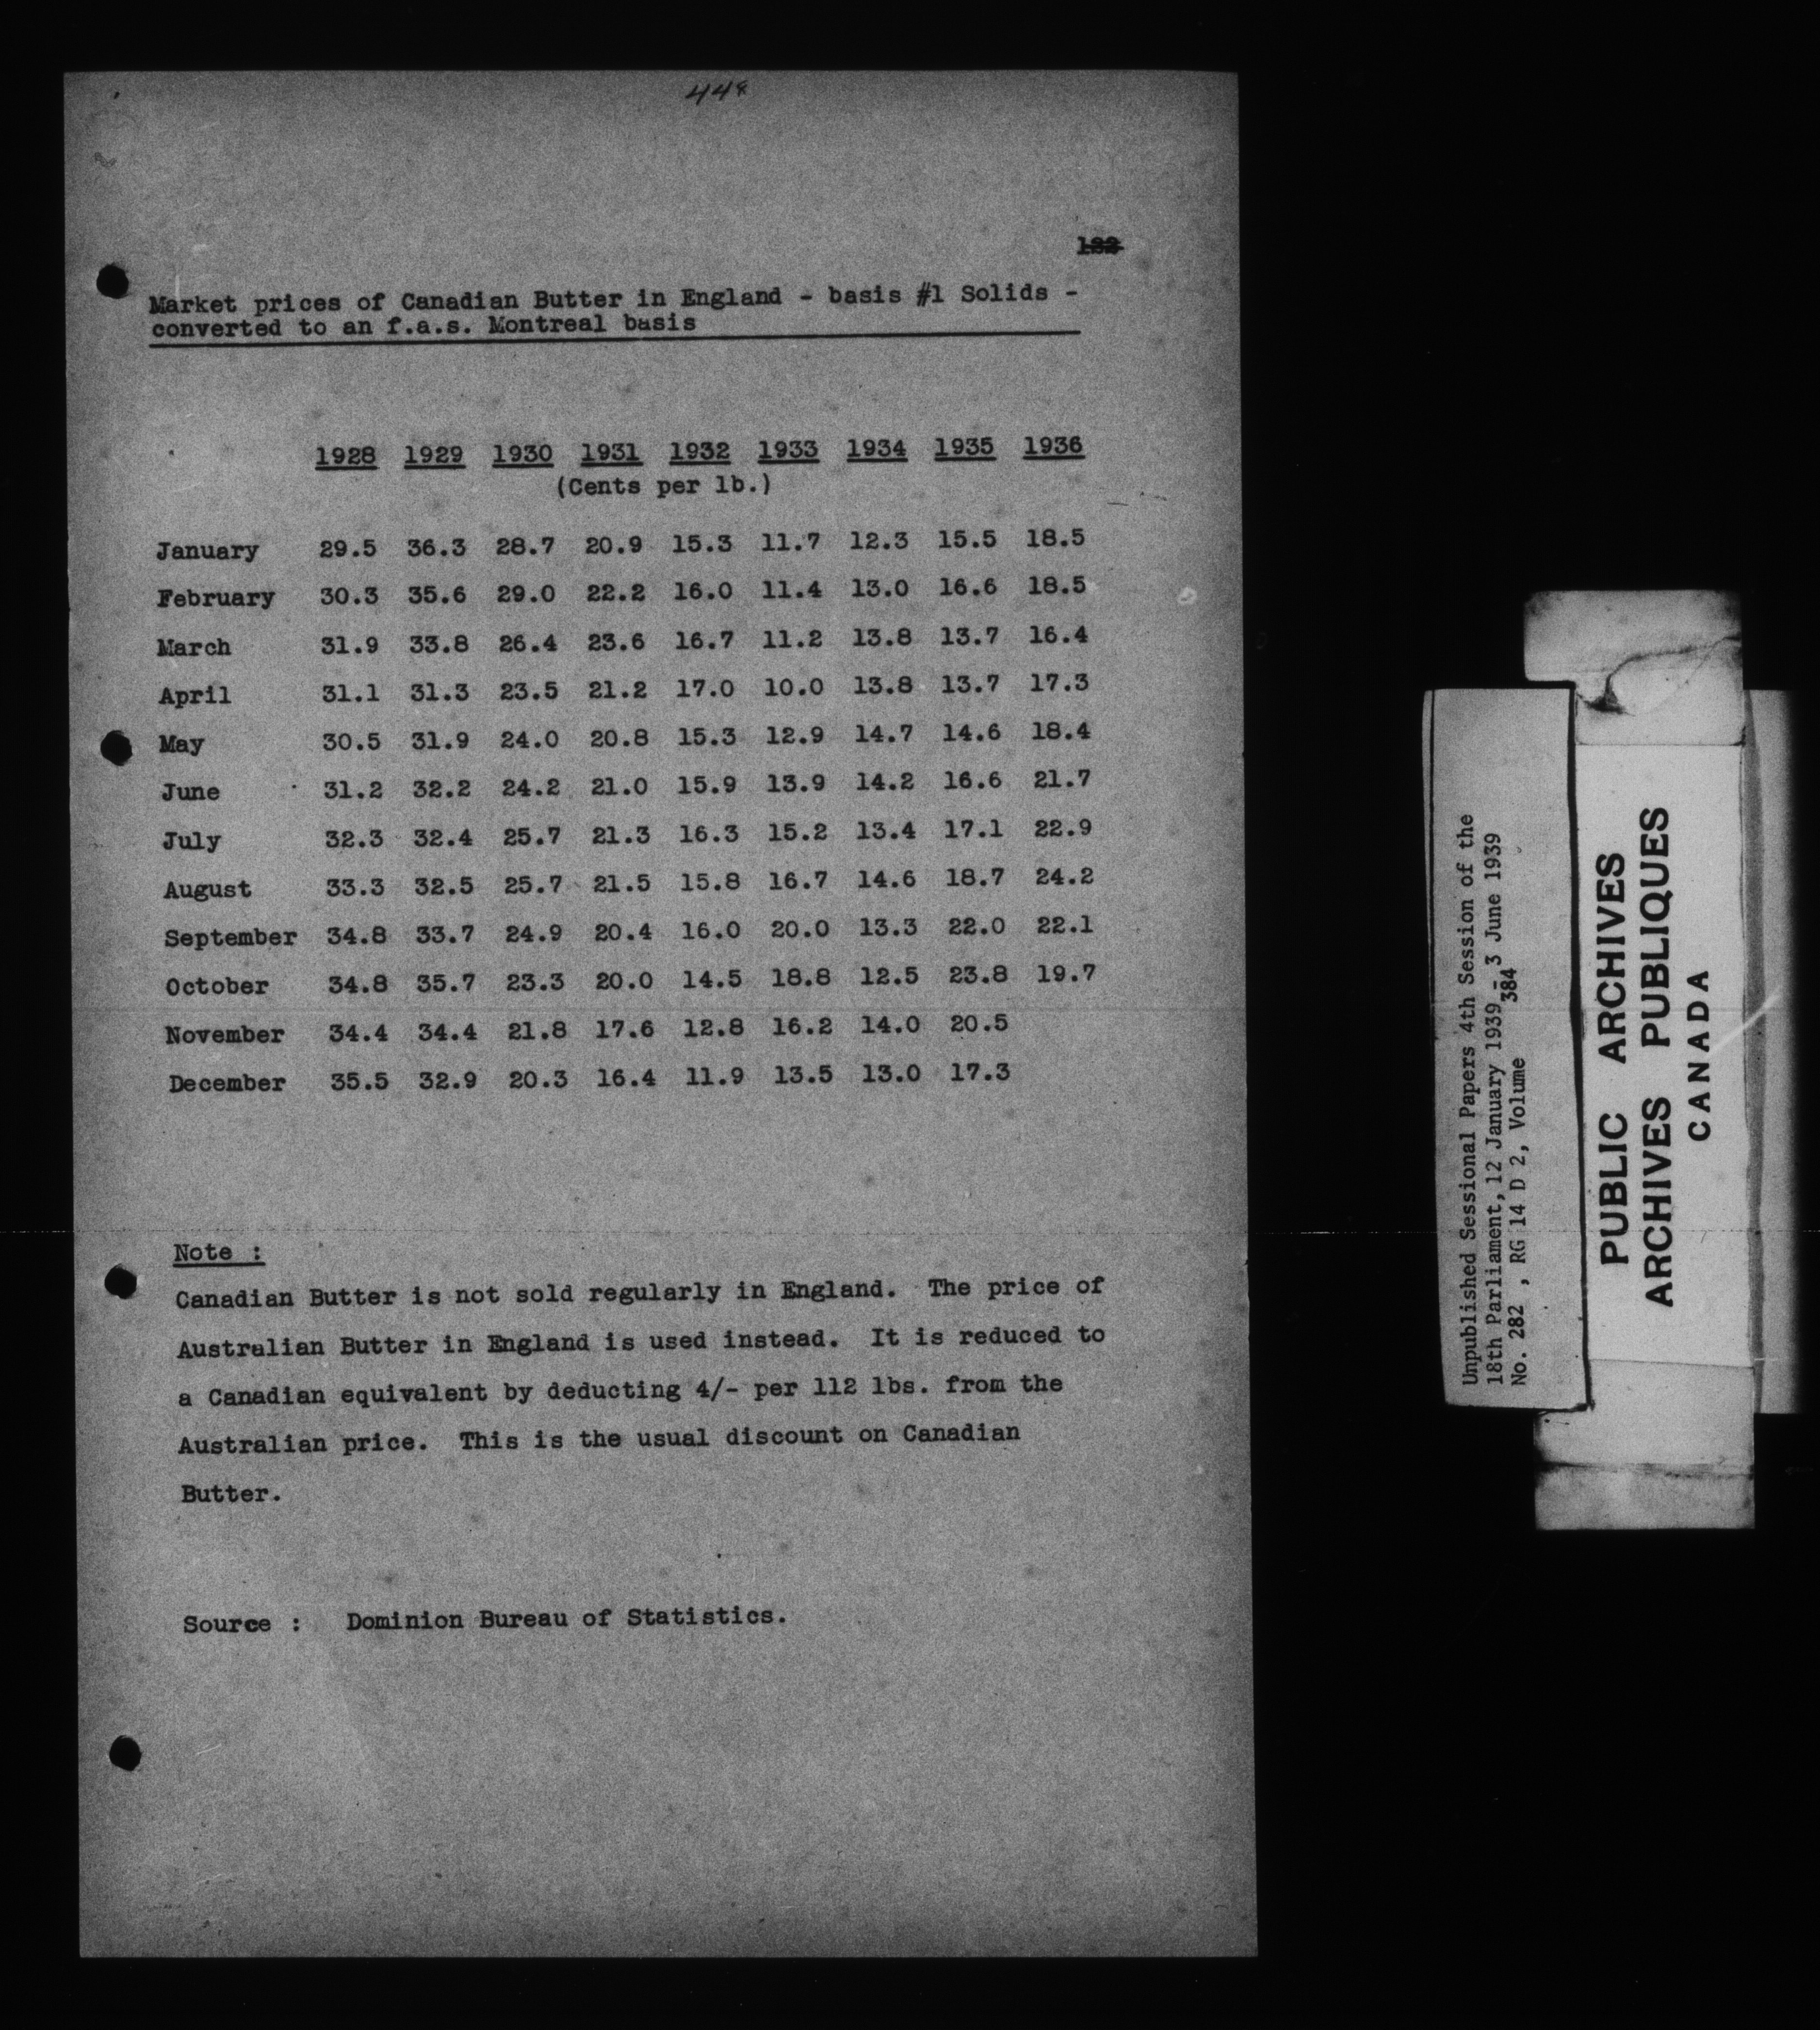 448
122
Market prices of Canadian Butter in England - basis #1 Solids -
converted to an f.a.s. Montreal basis
1928 1929 1930 1931 1932 1933 1934 1935 1936
(Cents per lb.)
January 29.5 36.3 28.7 20.9 15.3 11.7 12.3 15.5 18.5
February 30.3 35.6 29.0 22.2 16.0 11.4 13.0 16.6 18.5
March 31.9 33.8 26.4 23.6 16.7 11.2 13.8 13.7 16.4
April 31.1 31.3 23.5 21.2 17.0 10.0 13.8 13.7 17.3
May 30.5 31.9 24.0 20.8 15.3 12.9 14.7 14.6 18.4
June 31.2 32.2 24.2 21.0 15.9 13.9 14.2 16.6 21.7
July 32.3 32.4 25.7 21.3 16.3 15.2 13.4 17.1 22.9
August 33.3 32.5 25.7 21.5 15.8 16.7 14.6 18.7 24.2
September 34.8 33.7 24.9 20.4 16.0 20.0 13.3 22.0 22.1
October 34.8 35.7 23.3 20.0 14.5 18.8 12.5 23.8 19.7
November 34.4 34.4 21.8 17.6 12.8 16.2 14.0 20.5
December 35.5 32.9 20.3 16.4 11.9 13.5 13.0 17.3
Note :
Canadian Butter is not sold regularly in England. The price of
Australian Butter in England is used instead. It is reduced to
a Canadian equivalent by deducting 4/- per 112 lbs. from the
Australian price. This is the usual discount on Canadian
Butter.
Source : Dominion Bureau of Statistics.
Unpublished Sessional Papers 4th Session of the
18th Parliament, 12 January 1939 - 3 June 1939
No. 282 , RG 14 D 2, Volume 384
PUBLIC ARCHIVES
ARCHIVES PUBLIQUES
CANADA